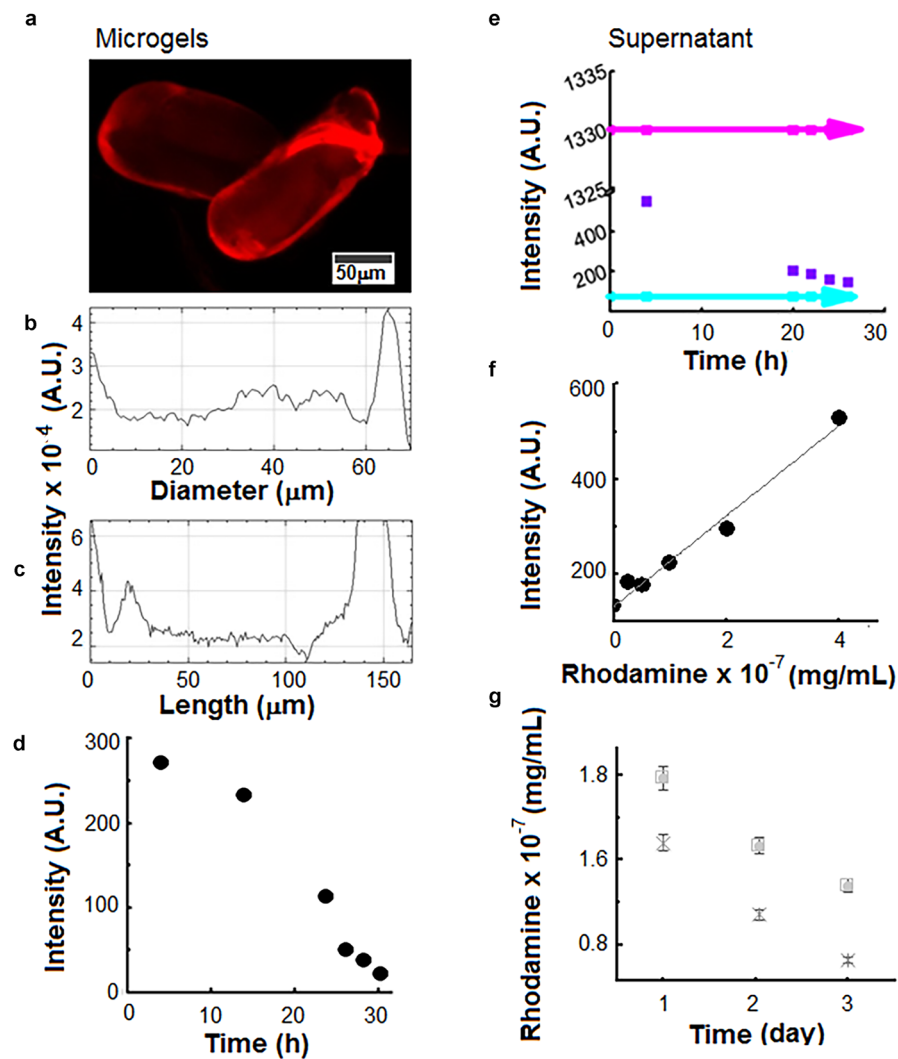 a
Microgels
50μm
b
Intensity x 10^4 (A.U.)
4
3
2
0
20
40
60
Diameter (μm)
c
6
4
2
0
50
100
150
Length (μm)
d
Intensity (A.U.)
300
200
100
0
0
10
20
30
Time (h)
e
Supernatant
Intensity (A.U.)
1335
1330
1325
400
200
0
10
20
30
Time (h)
f
Intensity (A.U.)
600
400
200
0
2
4
Rhodamine x 10^-7 (mg/mL)
g
Rhodamine x 10^-7 (mg/mL)
1.8
1.6
0.8
1
2
3
Time (day)